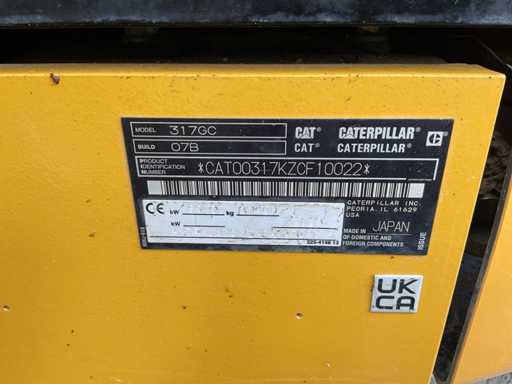 MODEL 317GC CAT® CATERPILLAR®
BUILD 07B CAT® CATERPILLAR®
PRODUCT IDENTIFICATION NUMBER *CAT00317KZCF10022*
CATERPILLAR INC.
PEORIA, IL 61629
USA
CE kW kg
kW
MADE IN JAPAN
OF DOMESTIC AND
FOREIGN COMPONENTS
ISSUE
UK
CA